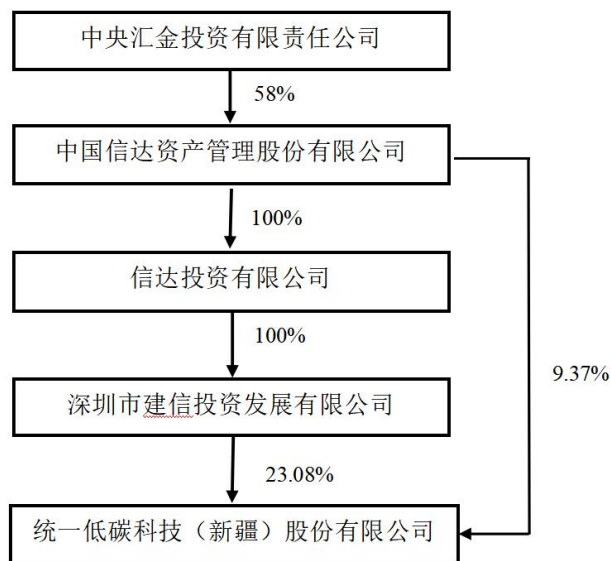 中央汇金投资有限责任公司
58%
中国信达资产管理股份有限公司
100%
信达投资有限公司
100%
9.37%
深圳市建信投资发展有限公司
23.08%
统一低碳科技（新疆）股份有限公司